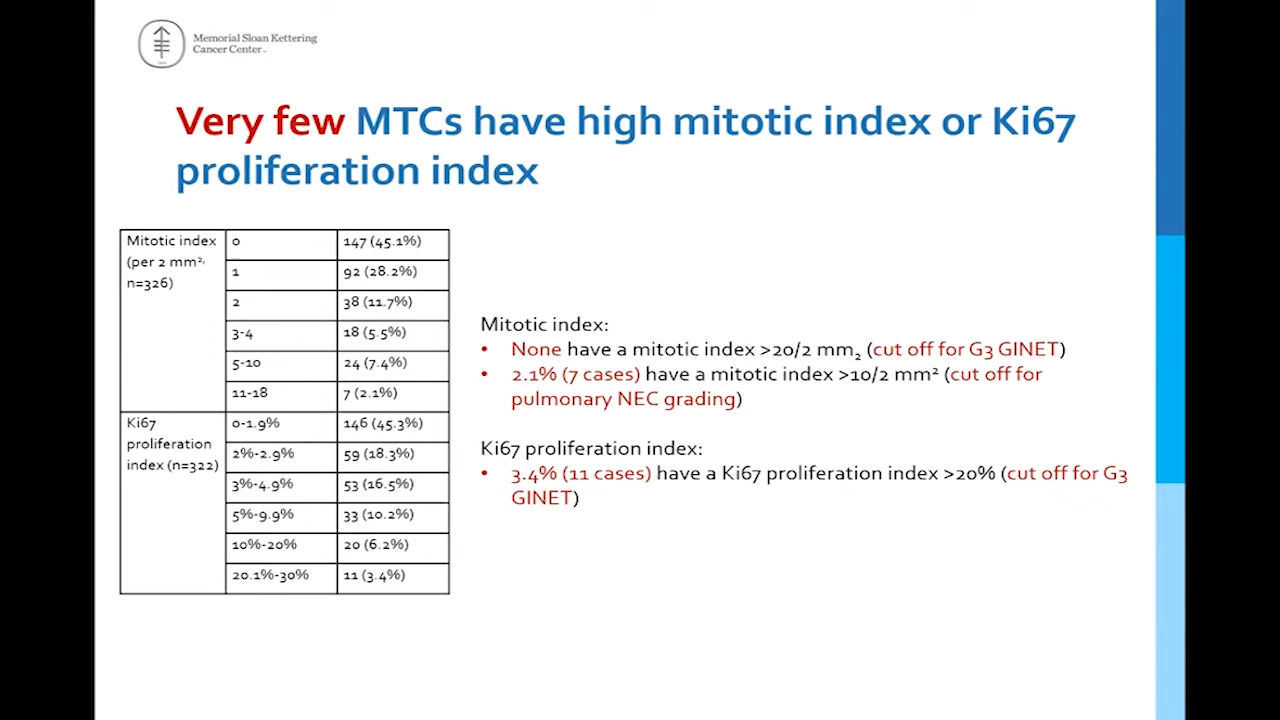 Memorial Sloan Kettering
Cancer Center
Very few MTCs have high mitotic index or Ki67
proliferation index
Mitotic index
(per 2 mm², 
n=326)
0
147 (45.1%)
1
92 (28.2%)
2
38 (11.7%)
3-4
18 (5.5%)
5-10
24 (7.4%)
11-18
7 (2.1%)
Ki67
proliferation
index (n=322)
0-1.9%
146 (45.3%)
2%-2.9%
59 (18.3%)
3%-4.9%
53 (16.5%)
5%-9.9%
33 (10.2%)
10%-20%
20 (6.2%)
20.1%-30%
11 (3.4%)
Mitotic index:
• None have a mitotic index >20/2 mm₂ (cut off for G3 GINET)
• 2.1% (7 cases) have a mitotic index >10/2 mm² (cut off for
pulmonary NEC grading)
Ki67 proliferation index:
• 3.4% (11 cases) have a Ki67 proliferation index >20% (cut off for G3
GINET)